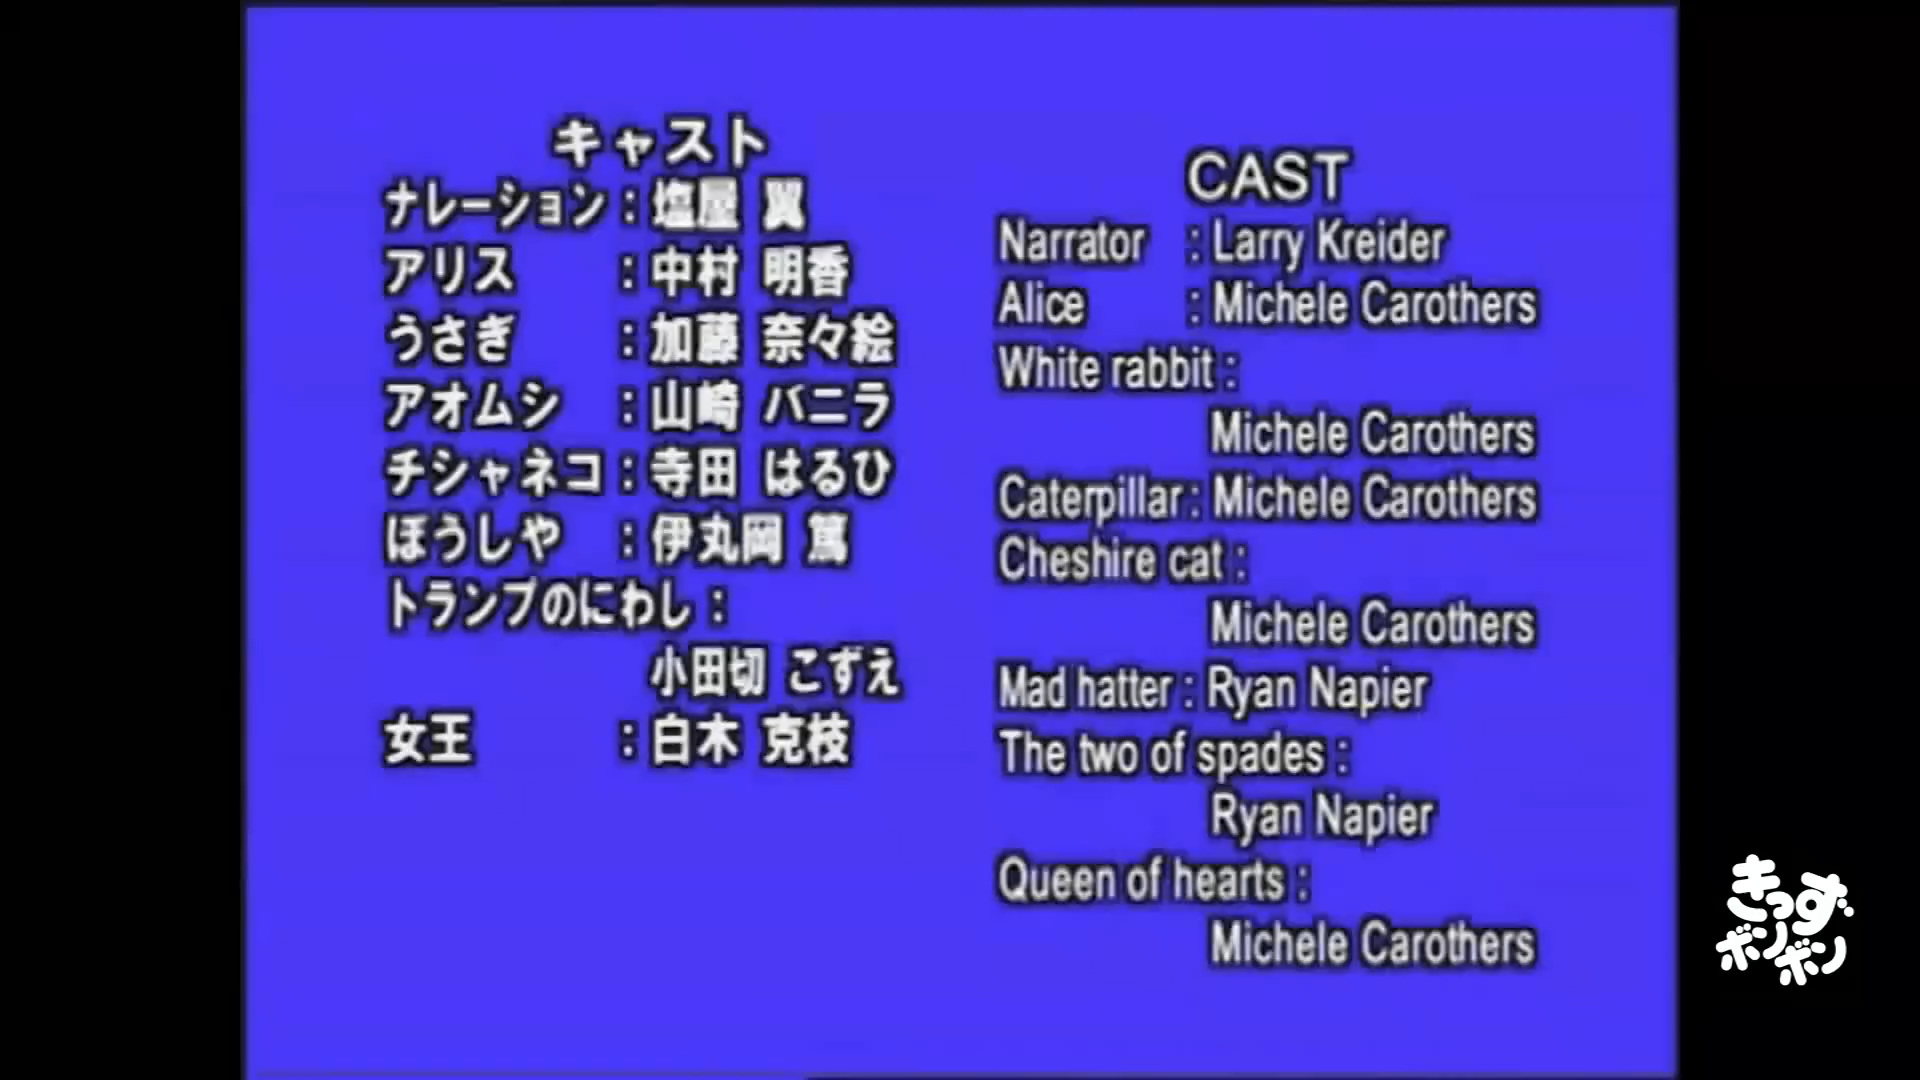 キャスト
ナレーション：塩屋 翼
アリス ：中村 明香
うさぎ ：加藤 奈々絵
アオムシ ：山崎 バニラ
チシャネコ：寺田 はるひ
ぼうしや ：伊丸岡 篤
トランプのにわし：
小田切 こずえ
女王 ：白木 克枝
CAST
Narrator : Larry Kreider
Alice : Michele Carothers
White rabbit :
Michele Carothers
Caterpillar : Michele Carothers
Cheshire cat :
Michele Carothers
Mad hatter : Ryan Napier
The two of spades :
Ryan Napier
Queen of hearts :
Michele Carothers
きっず
ボンボン